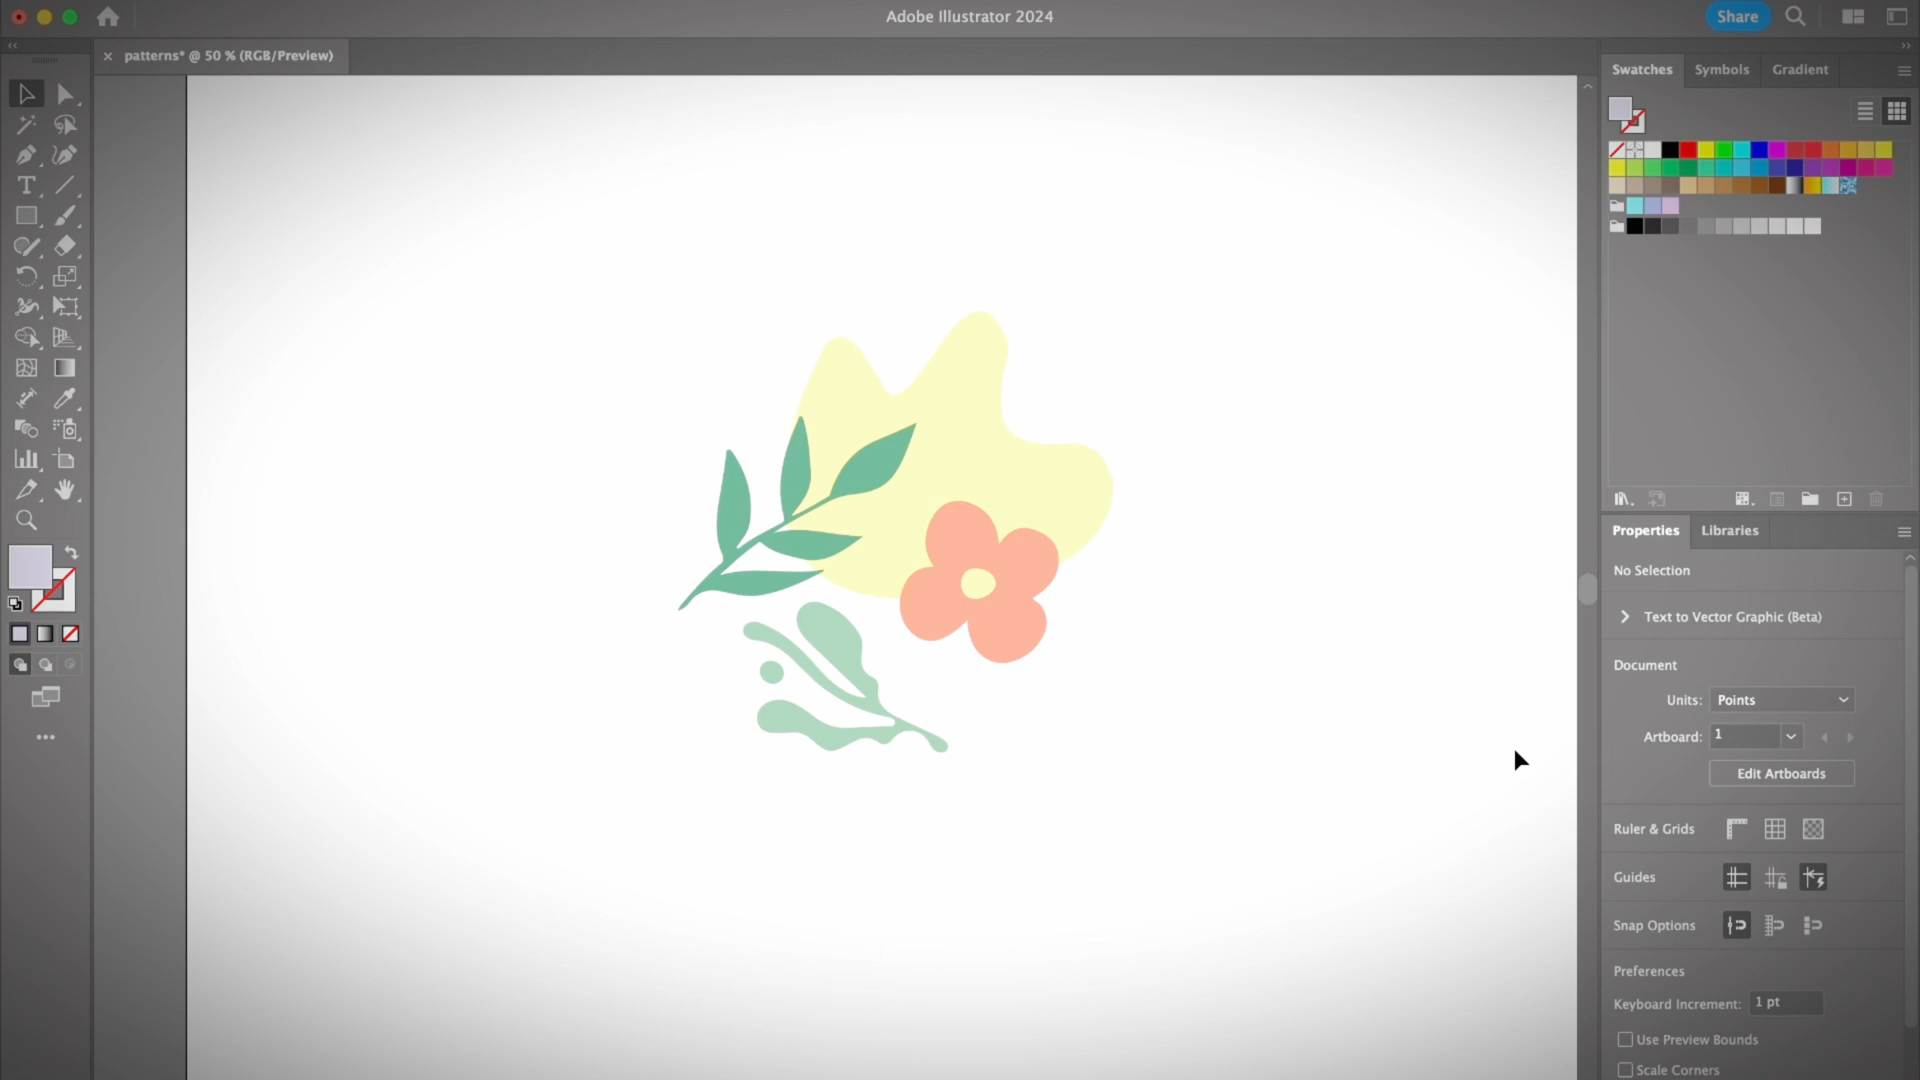 Adobe Illustrator 2024
Share
patterns* @ 50 % (RGB/Preview)
Swatches
Symbols
Gradient
Properties
Libraries
No Selection
Text to Vector Graphic (Beta)
Document
Units: Points
Artboard: 1
Edit Artboards
Ruler & Grids
Guides
Snap Options
Preferences
Keyboard Increment: 1 pt
Use Preview Bounds
Scale Corners